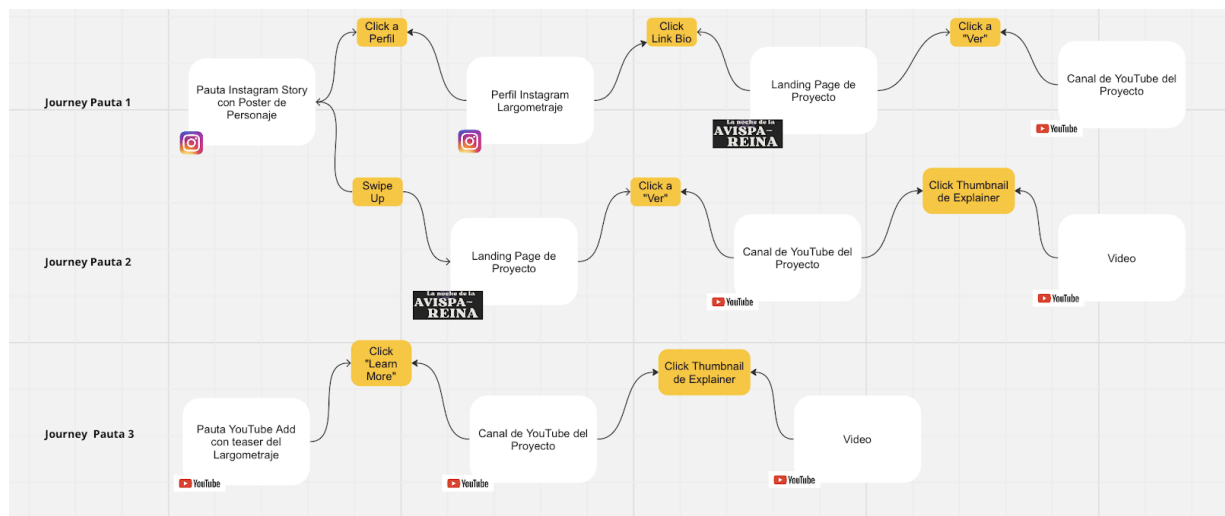 Click a
Perfil
Click
Link Bio
Click a
"Ver"
Journey Pauta 1
Pauta Instagram Story
con Poster de
Personaje
Perfil Instagram
Largometraje
Landing Page de
Proyecto
La noche de la
AVISPA-
REINA
Canal de YouTube del
Proyecto
YouTube
Swipe
Up
Click a
"Ver"
Click Thumbnail
de Explainer
Journey Pauta 2
Landing Page de
Proyecto
La noche de la
AVISPA-
REINA
Canal de YouTube del
Proyecto
YouTube
Video
YouTube
Click
"Learn
More"
Click Thumbnail
de Explainer
Journey Pauta 3
Pauta YouTube Add
con teaser del
Largometraje
YouTube
Canal de YouTube del
Proyecto
YouTube
Video
YouTube